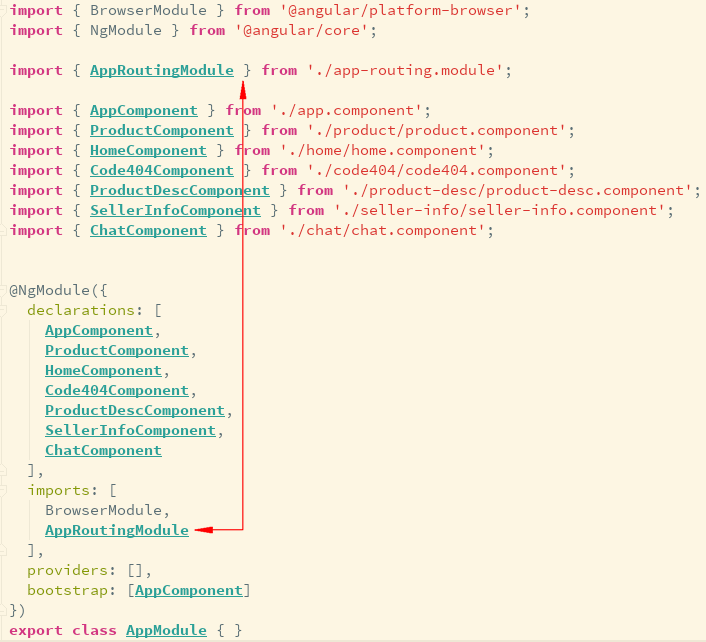 import { BrowserModule } from '@angular/platform-browser';
import { NgModule } from '@angular/core';
import { AppRoutingModule } from './app-routing.module';
import { AppComponent } from './app.component';
import { ProductComponent } from './product/product.component';
import { HomeComponent } from './home/home.component';
import { Code404Component } from './code404/code404.component';
import { ProductDescComponent } from './product-desc/product-desc.component';
import { SellerInfoComponent } from './seller-info/seller-info.component';
import { ChatComponent } from './chat/chat.component';
@NgModule({
  declarations: [
    AppComponent,
    ProductComponent,
    HomeComponent,
    Code404Component,
    ProductDescComponent,
    SellerInfoComponent,
    ChatComponent
  ],
  imports: [
    BrowserModule,
    AppRoutingModule
  ],
  providers: [],
  bootstrap: [AppComponent]
})
export class AppModule { }